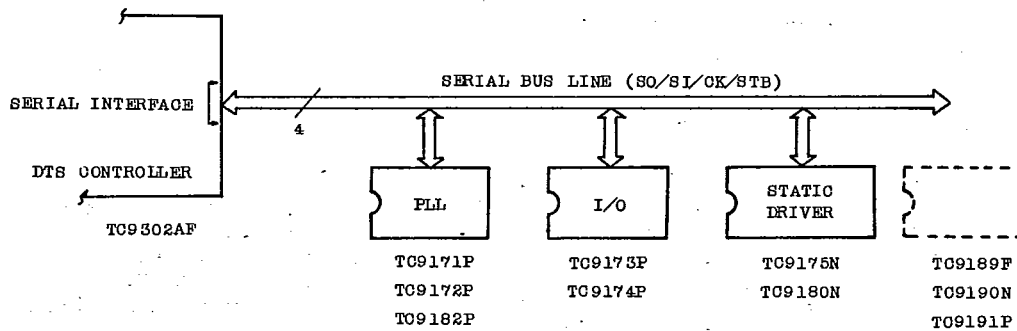 SERIAL BUS LINE (SO/SI/CK/STB)
SERIAL INTERFACE
4
DTS CONTROLLER
TC9302AF
PLL
I/O
STATIC
DRIVER
TC9171P
TC9172P
TC9182P
TC9173P
TC9174P
TC9175N
TC9180N
TC9189F
TC9190N
TC9191P